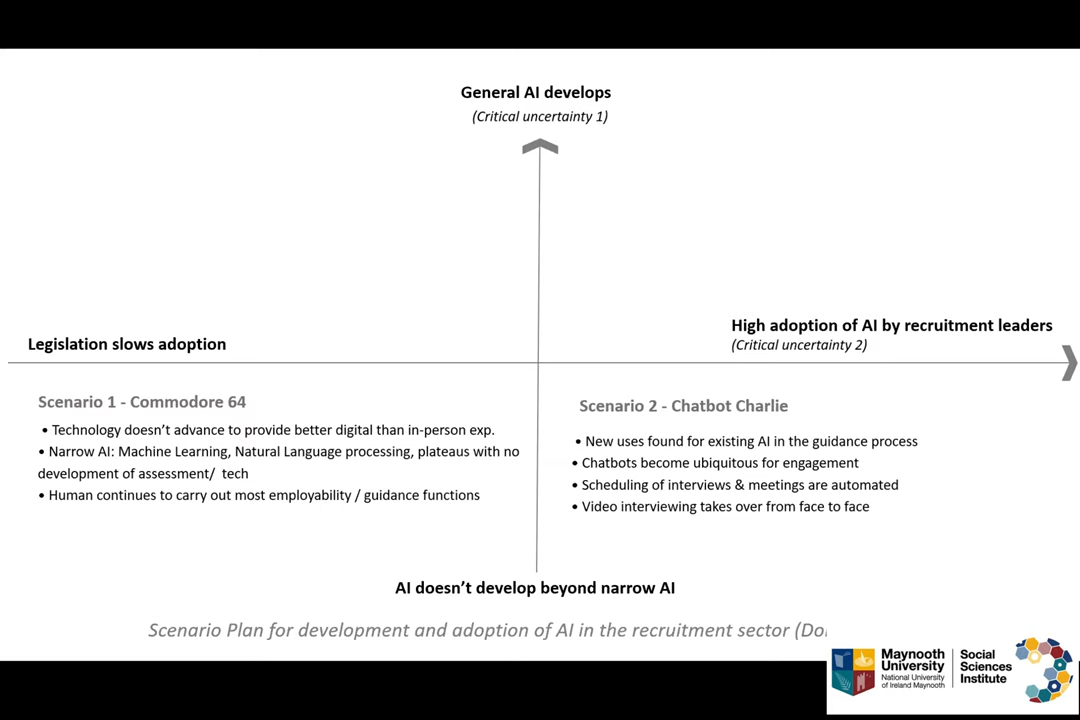 General AI develops
(Critical uncertainty 1)
High adoption of AI by recruitment leaders
(Critical uncertainty 2)
Legislation slows adoption
Scenario 1 - Commodore 64
• Technology doesn't advance to provide better digital than in-person exp.
• Narrow AI: Machine Learning, Natural Language processing, plateaus with no
development of assessment/ tech
• Human continues to carry out most employability / guidance functions
Scenario 2 - Chatbot Charlie
• New uses found for existing AI in the guidance process
• Chatbots become ubiquitous for engagement
• Scheduling of interviews & meetings are automated
• Video interviewing takes over from face to face
AI doesn't develop beyond narrow AI
Scenario Plan for development and adoption of AI in the recruitment sector
Maynooth
University
National University
of Ireland Maynooth
Social
Sciences
Institute